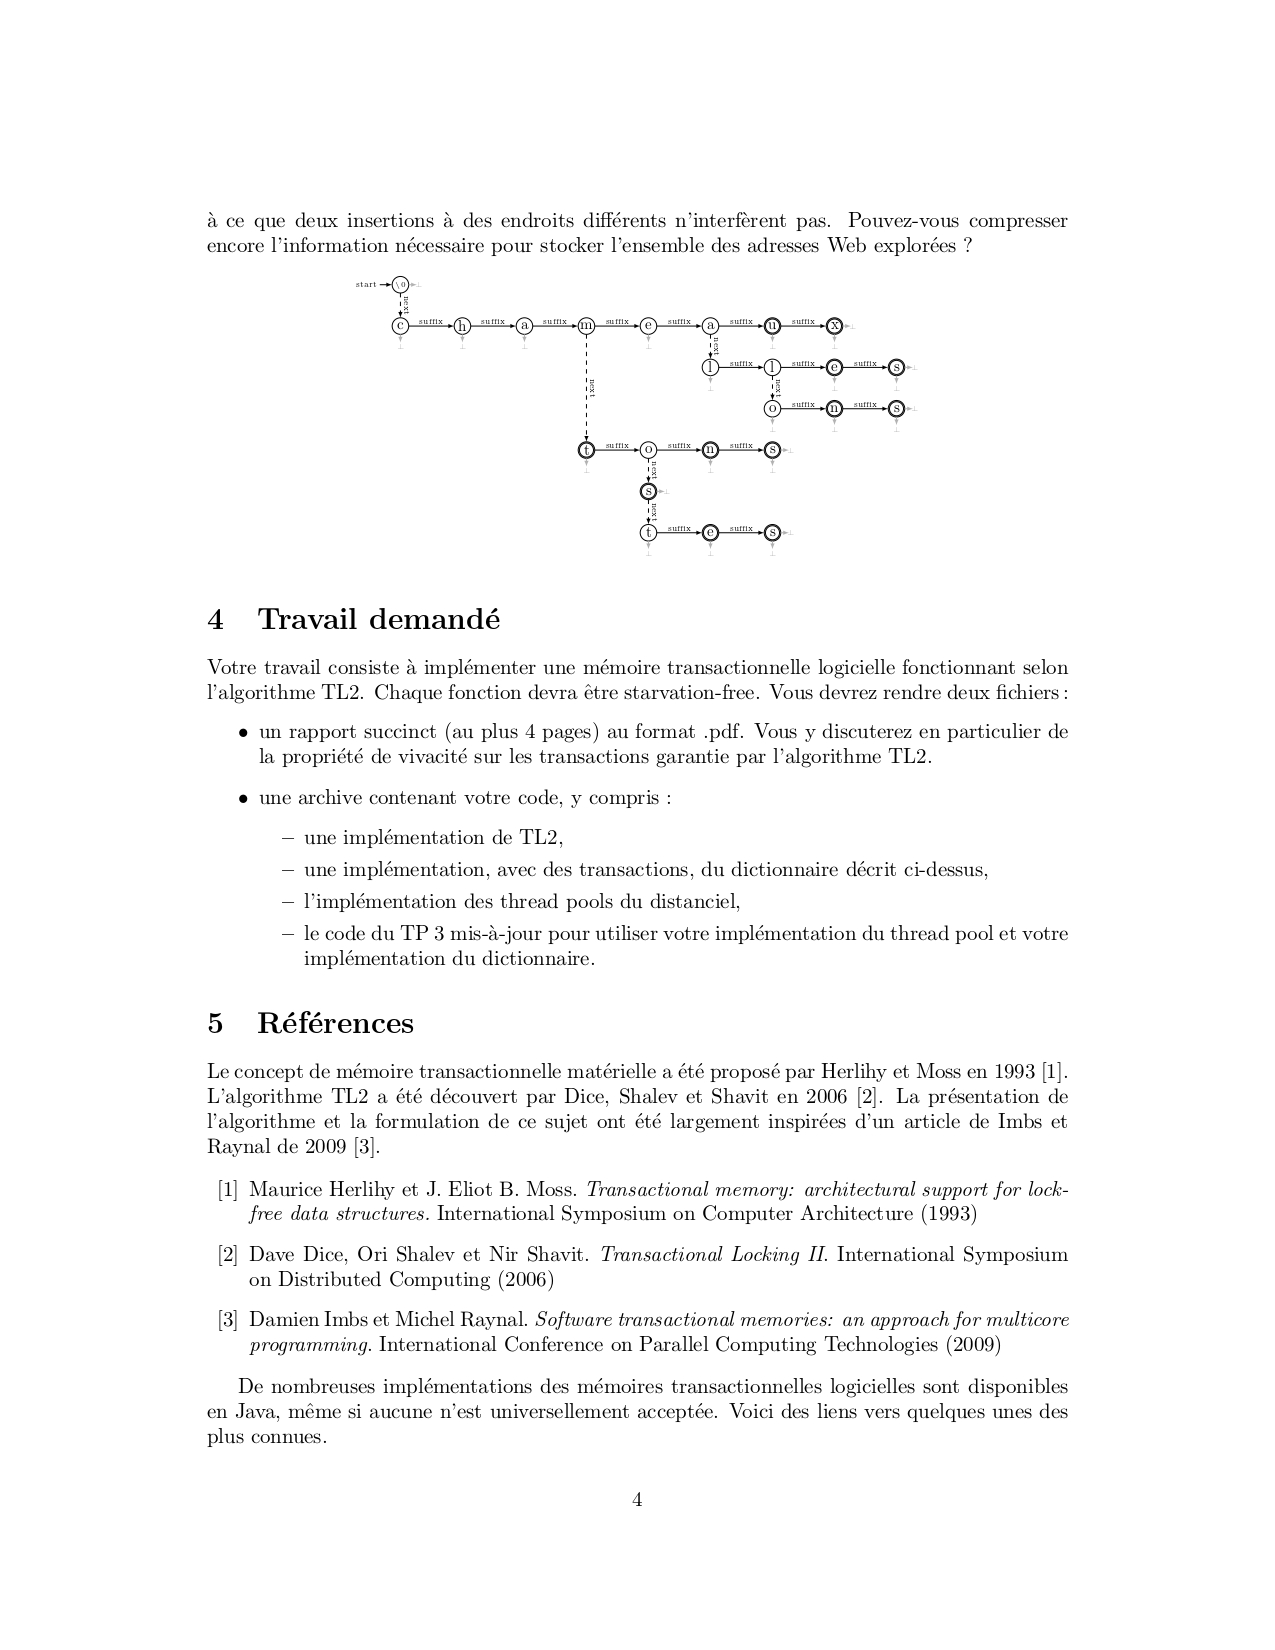 à ce que deux insertions à des endroits différents n'interfèrent pas. Pouvez-vous compresser
encore l'information nécessaire pour stocker l'ensemble des adresses Web explorées ?
start \0 ⊥
next
c suffix h suffix a suffix m suffix e suffix a suffix u suffix x ⊥
⊥ ⊥ ⊥ ⊥ ⊥ ⊥
next
l suffix l suffix e suffix s ⊥
⊥ ⊥ ⊥
next next
o suffix n suffix s ⊥
⊥ ⊥ ⊥
t suffix o suffix n suffix s ⊥
⊥ ⊥ ⊥
next
s ⊥
next
t suffix e suffix s ⊥
⊥ ⊥ ⊥
4 Travail demandé
Votre travail consiste à implémenter une mémoire transactionnelle logicielle fonctionnant selon
l'algorithme TL2. Chaque fonction devra être starvation-free. Vous devrez rendre deux fichiers :
• un rapport succinct (au plus 4 pages) au format .pdf. Vous y discuterez en particulier de
la propriété de vivacité sur les transactions garantie par l'algorithme TL2.
• une archive contenant votre code, y compris :
– une implémentation de TL2,
– une implémentation, avec des transactions, du dictionnaire décrit ci-dessus,
– l'implémentation des thread pools du distanciel,
– le code du TP 3 mis-à-jour pour utiliser votre implémentation du thread pool et votre
implémentation du dictionnaire.
5 Références
Le concept de mémoire transactionnelle matérielle a été proposé par Herlihy et Moss en 1993 [1].
L'algorithme TL2 a été découvert par Dice, Shalev et Shavit en 2006 [2]. La présentation de
l'algorithme et la formulation de ce sujet ont été largement inspirées d'un article de Imbs et
Raynal de 2009 [3].
[1] Maurice Herlihy et J. Eliot B. Moss. Transactional memory: architectural support for lock-
free data structures. International Symposium on Computer Architecture (1993)
[2] Dave Dice, Ori Shalev et Nir Shavit. Transactional Locking II. International Symposium
on Distributed Computing (2006)
[3] Damien Imbs et Michel Raynal. Software transactional memories: an approach for multicore
programming. International Conference on Parallel Computing Technologies (2009)
De nombreuses implémentations des mémoires transactionnelles logicielles sont disponibles
en Java, même si aucune n'est universellement acceptée. Voici des liens vers quelques unes des
plus connues.
4